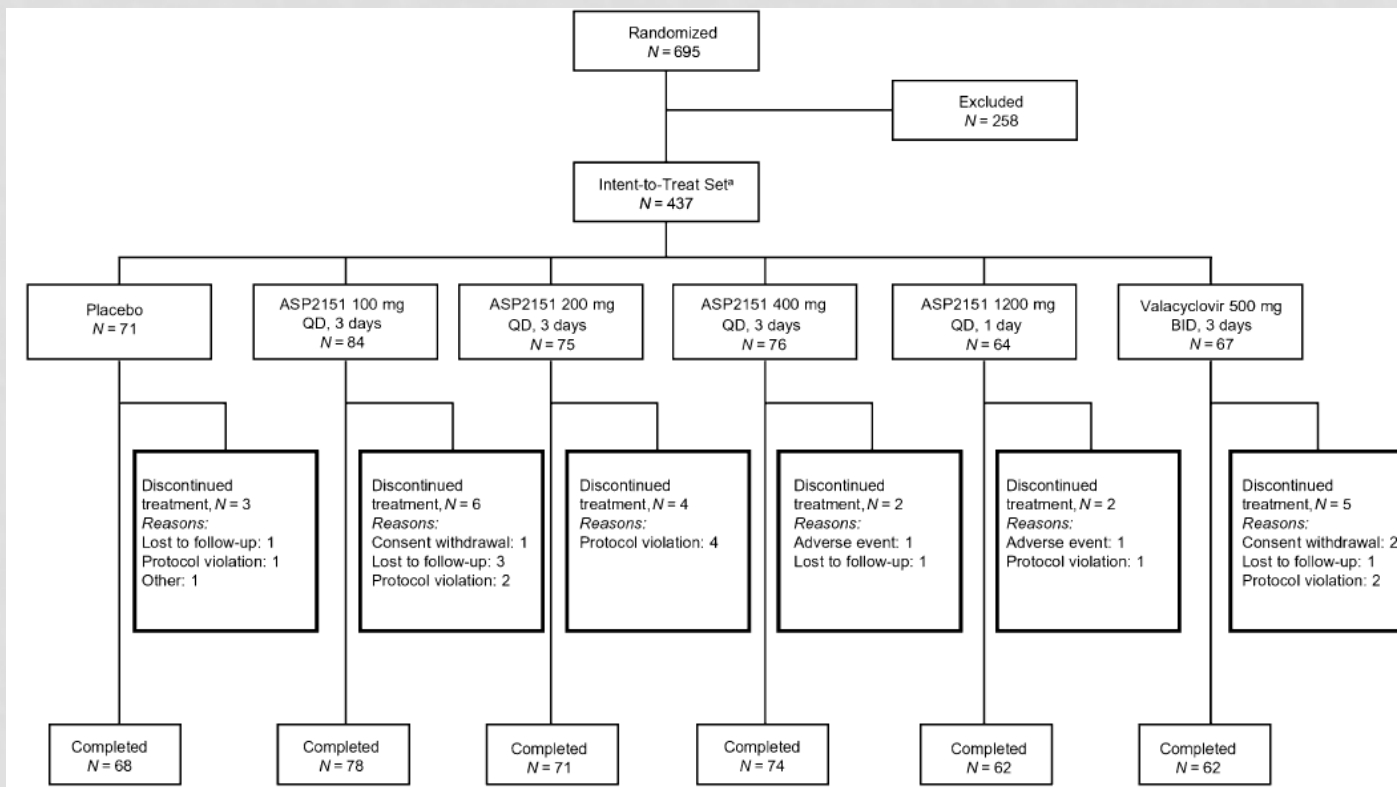 Randomized
N = 695
Excluded
N = 258
Intent-to-Treat Setᵃ
N = 437
Placebo
N = 71
ASP2151 100 mg
QD, 3 days
N = 84
ASP2151 200 mg
QD, 3 days
N = 75
ASP2151 400 mg
QD, 3 days
N = 76
ASP2151 1200 mg
QD, 1 day
N = 64
Valacyclovir 500 mg
BID, 3 days
N = 67
Discontinued
treatment, N = 3
Reasons:
Lost to follow-up: 1
Protocol violation: 1
Other: 1
Discontinued
treatment, N = 6
Reasons:
Consent withdrawal: 1
Lost to follow-up: 3
Protocol violation: 2
Discontinued
treatment, N = 4
Reasons:
Protocol violation: 4
Discontinued
treatment, N = 2
Reasons:
Adverse event: 1
Lost to follow-up: 1
Discontinued
treatment, N = 2
Reasons:
Adverse event: 1
Protocol violation: 1
Discontinued
treatment, N = 5
Reasons:
Consent withdrawal: 2
Lost to follow-up: 1
Protocol violation: 2
Completed
N = 68
Completed
N = 78
Completed
N = 71
Completed
N = 74
Completed
N = 62
Completed
N = 62